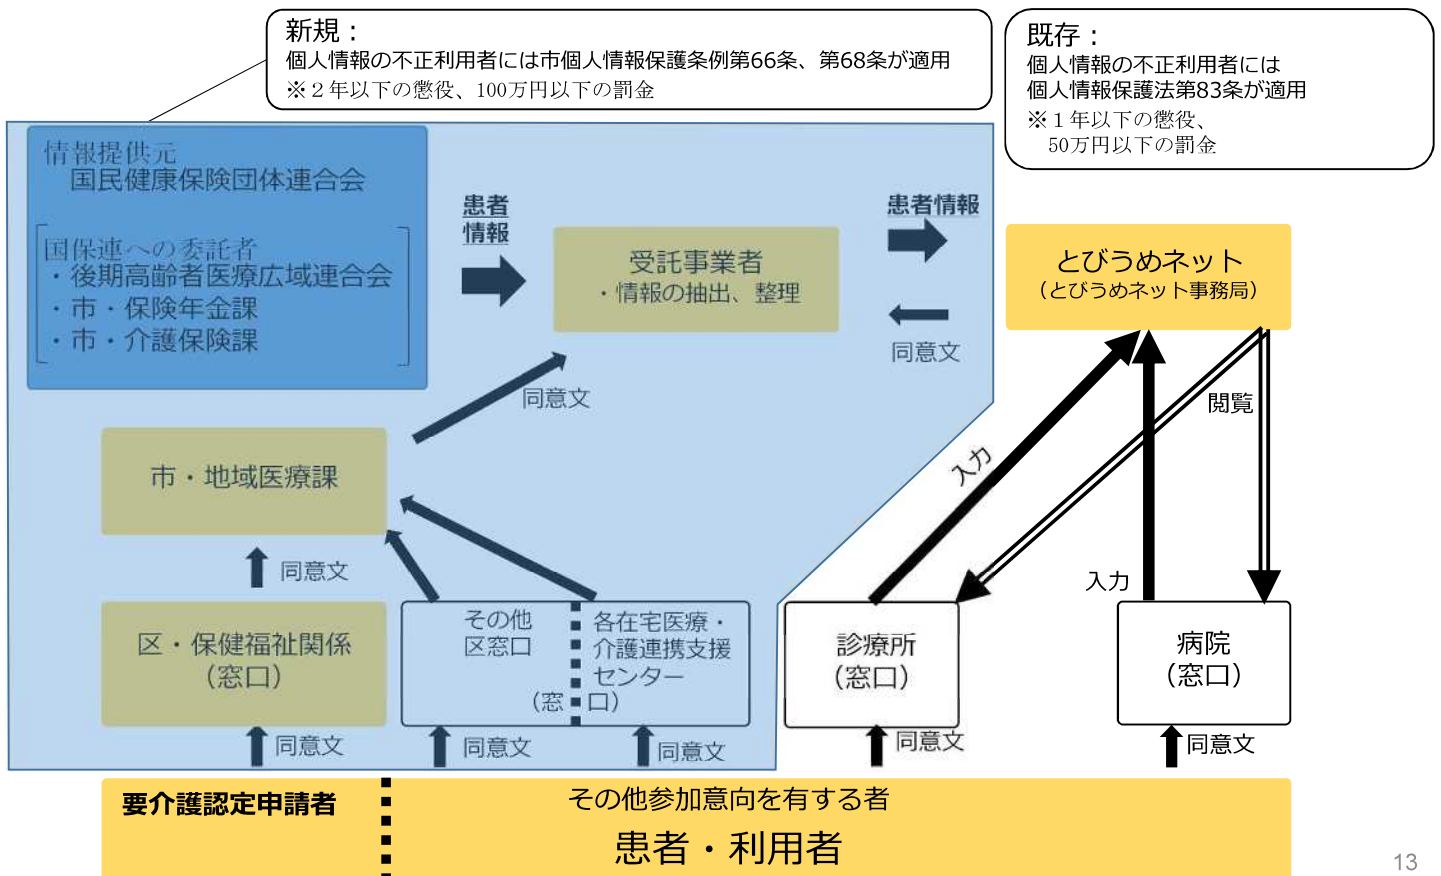 新規：
個人情報の不正利用者には市個人情報保護条例第66条、第68条が適用
※２年以下の懲役、100万円以下の罰金
既存：
個人情報の不正利用者には
個人情報保護法第83条が適用
※１年以下の懲役、
50万円以下の罰金
情報提供元
国民健康保険団体連合会
国保連への委託者
・後期高齢者医療広域連合会
・市・保険年金課
・市・介護保険課
患者
情報
受託事業者
・情報の抽出、整理
患者情報
同意文
とびうめネット
（とびうめネット事務局）
同意文
閲覧
市・地域医療課
入力
同意文
入力
区・保健福祉関係
（窓口）
その他
区窓口
各在宅医療・
介護連携支援
センター
（窓口）
診療所
（窓口）
病院
（窓口）
同意文
同意文
同意文
同意文
同意文
要介護認定申請者
その他参加意向を有する者
患者・利用者
13